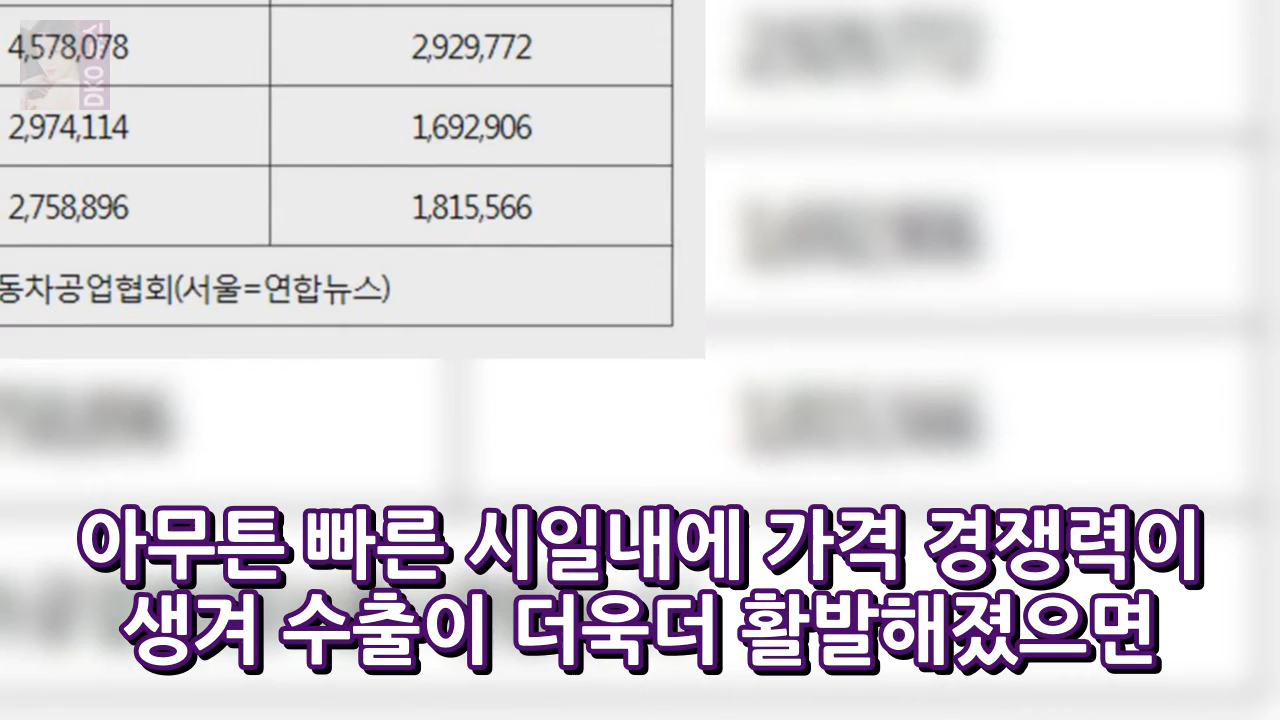 4,578,078 2,929,772
DKO
2,974,114 1,692,906
2,758,896 1,815,566
동차공업협회(서울=연합뉴스)
아무튼 빠른 시일내에 가격 경쟁력이
생겨 수출이 더욱더 활발해졌으면